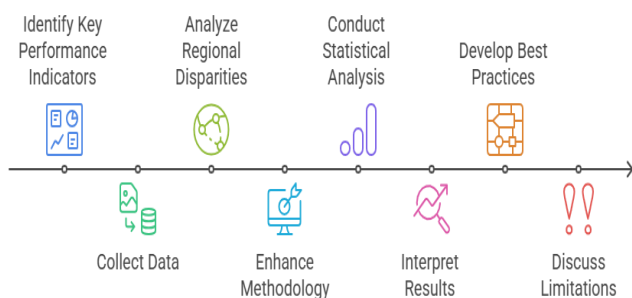 Identify Key
Performance
Indicators
Collect Data
Analyze
Regional
Disparities
Enhance
Methodology
Conduct
Statistical
Analysis
Interpret
Results
Develop Best
Practices
Discuss
Limitations